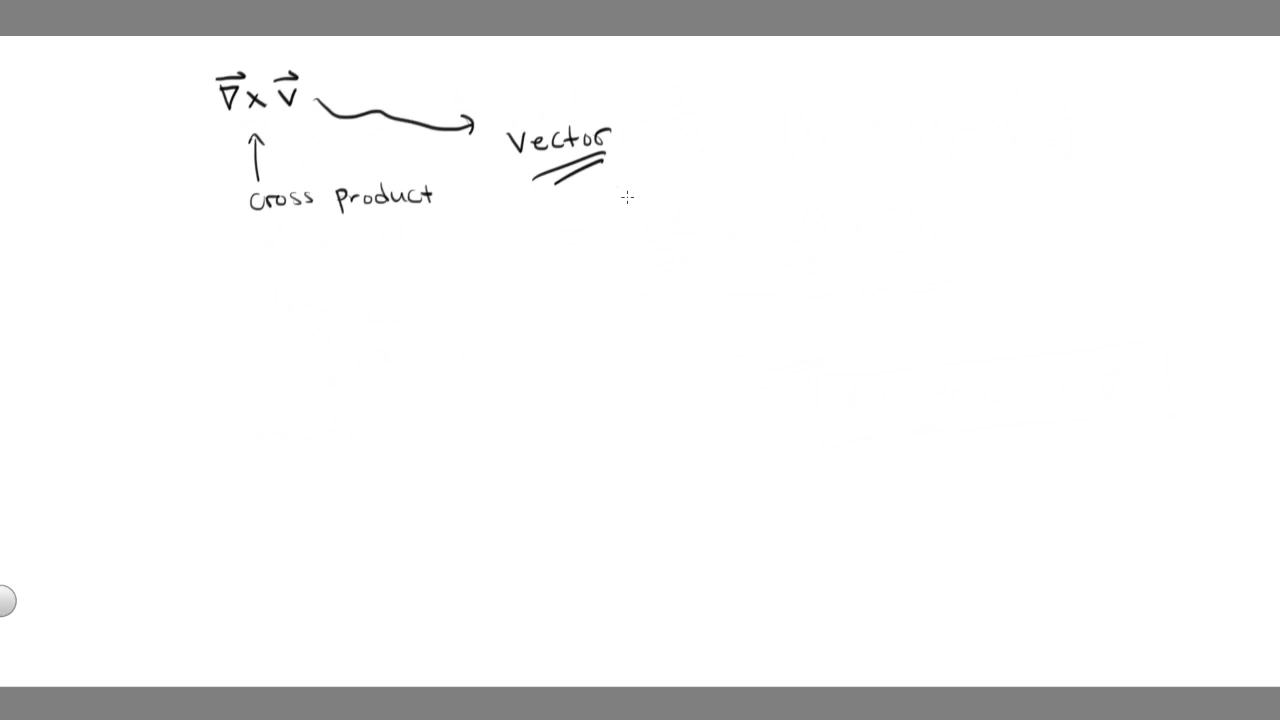 ∇⃗ x v⃗
Vector
cross product